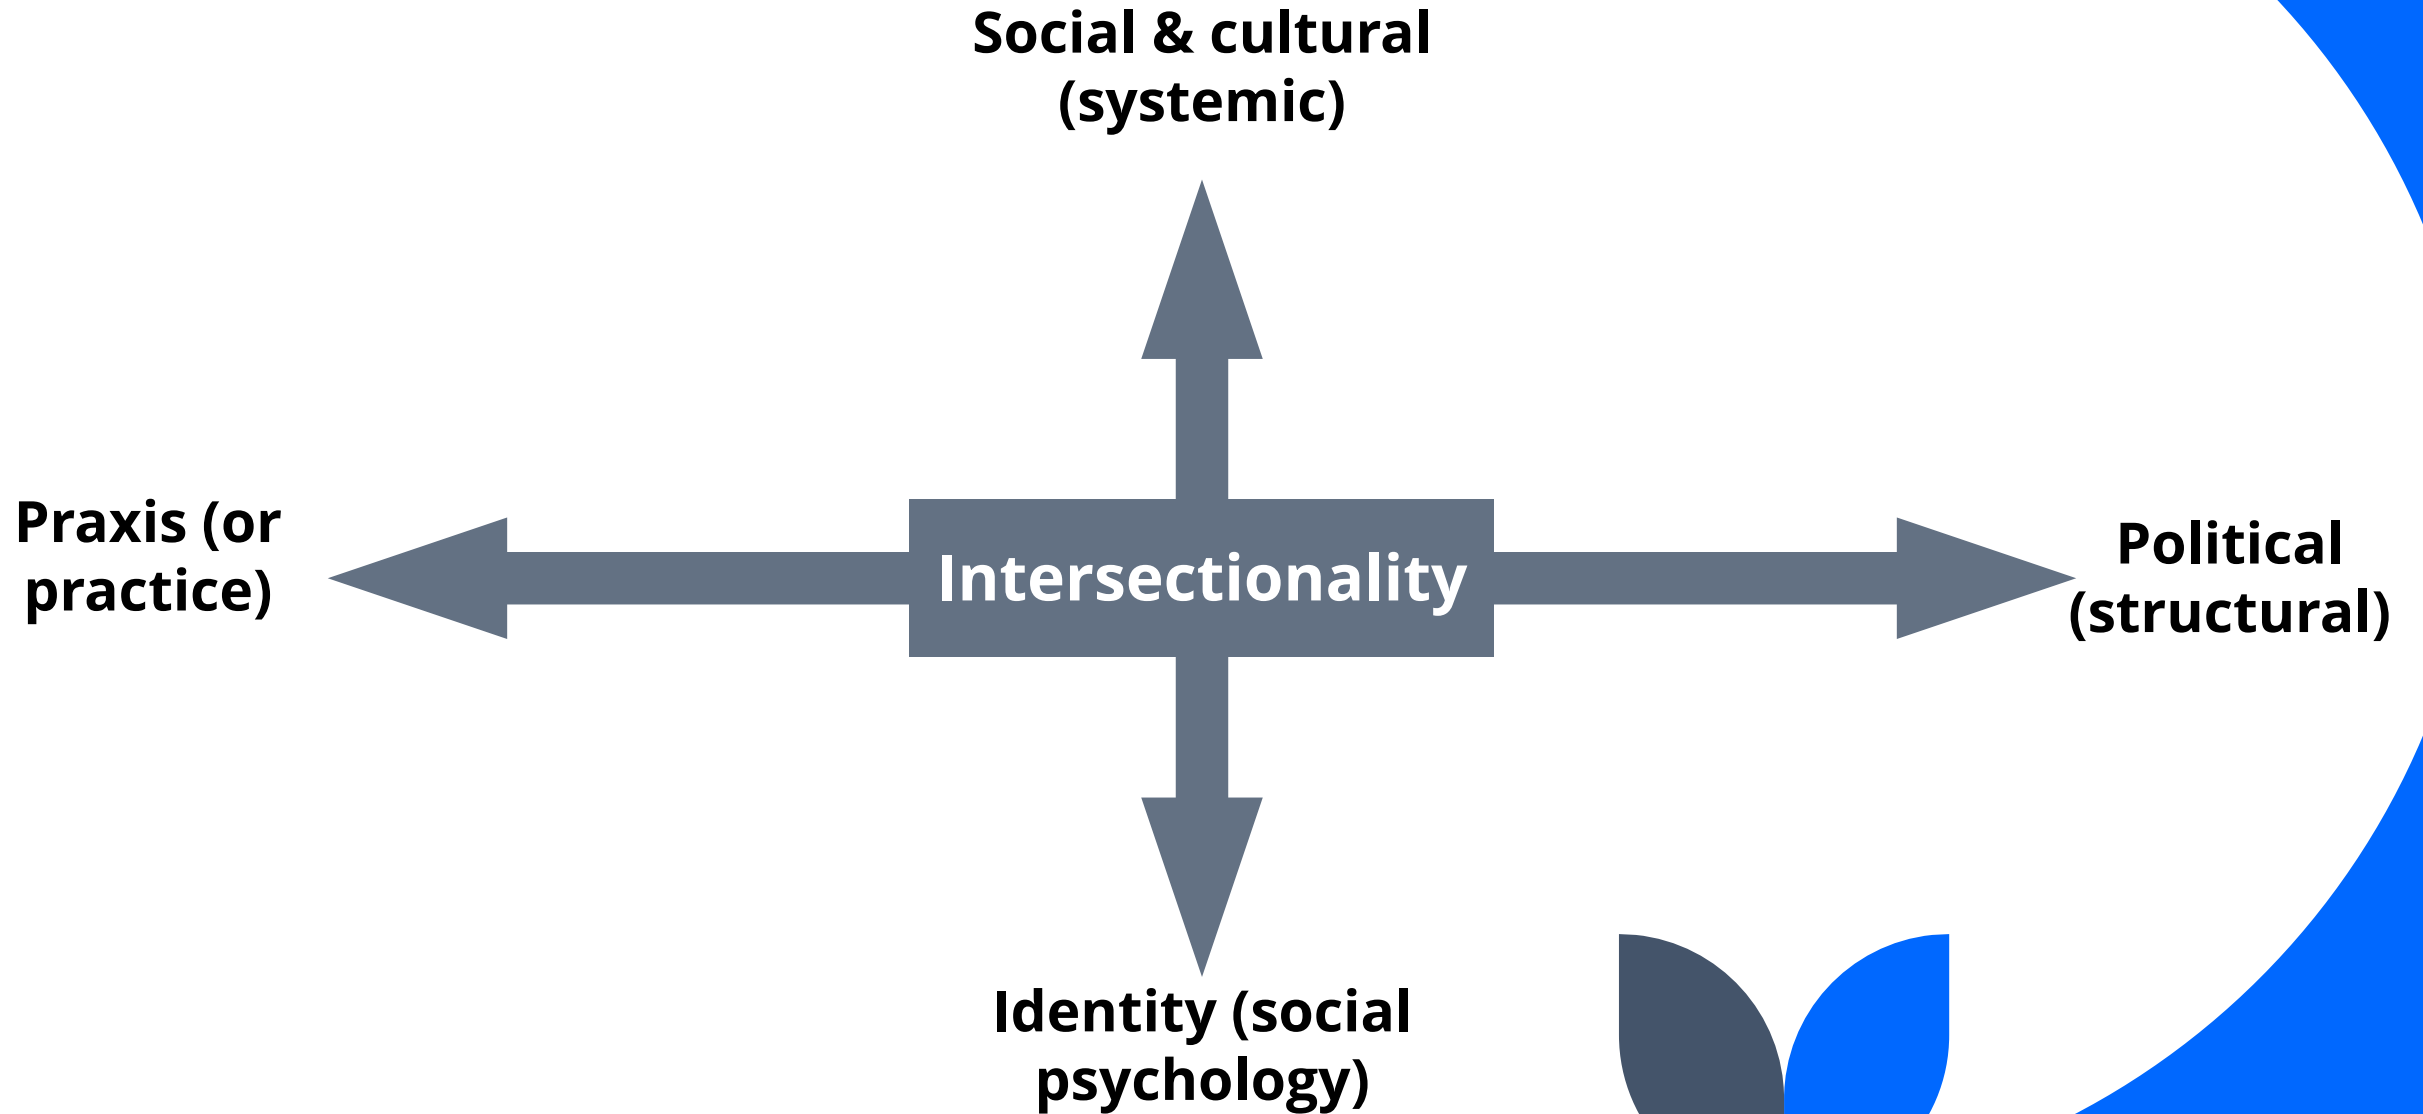 Social & cultural
(systemic)
Praxis (or
practice)
Intersectionality
Political
(structural)
Identity (social
psychology)